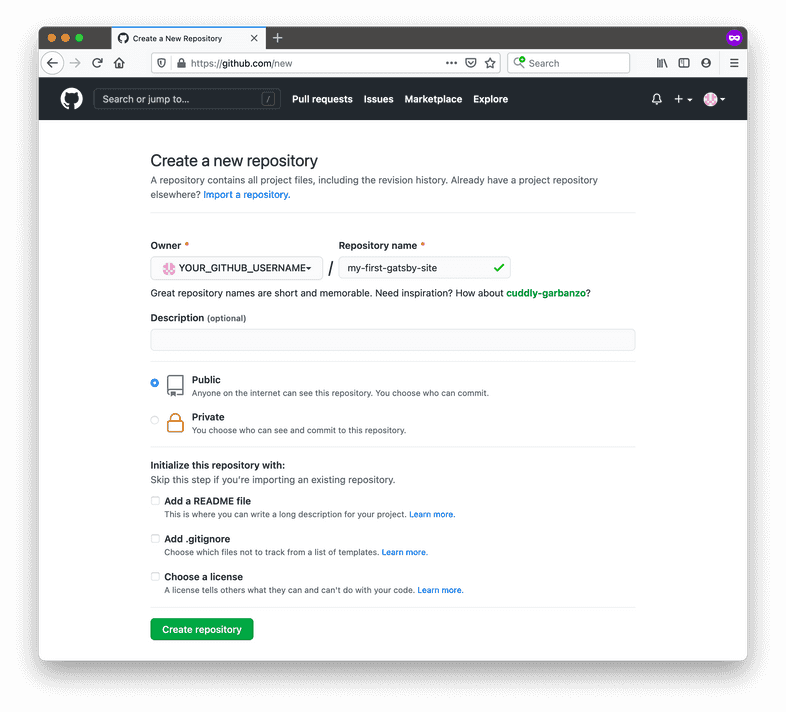 Create a New Repository
https://github.com/new
Search
Search or jump to...
/
Pull requests
Issues
Marketplace
Explore
Create a new repository
A repository contains all project files, including the revision history. Already have a project repository
elsewhere? Import a repository.
Owner *
Repository name *
YOUR_GITHUB_USERNAME
/
my-first-gatsby-site
Great repository names are short and memorable. Need inspiration? How about cuddly-garbanzo?
Description (optional)
Public
Anyone on the internet can see this repository. You choose who can commit.
Private
You choose who can see and commit to this repository.
Initialize this repository with:
Skip this step if you're importing an existing repository.
Add a README file
This is where you can write a long description for your project. Learn more.
Add .gitignore
Choose which files not to track from a list of templates. Learn more.
Choose a license
A license tells others what they can and can't do with your code. Learn more.
Create repository